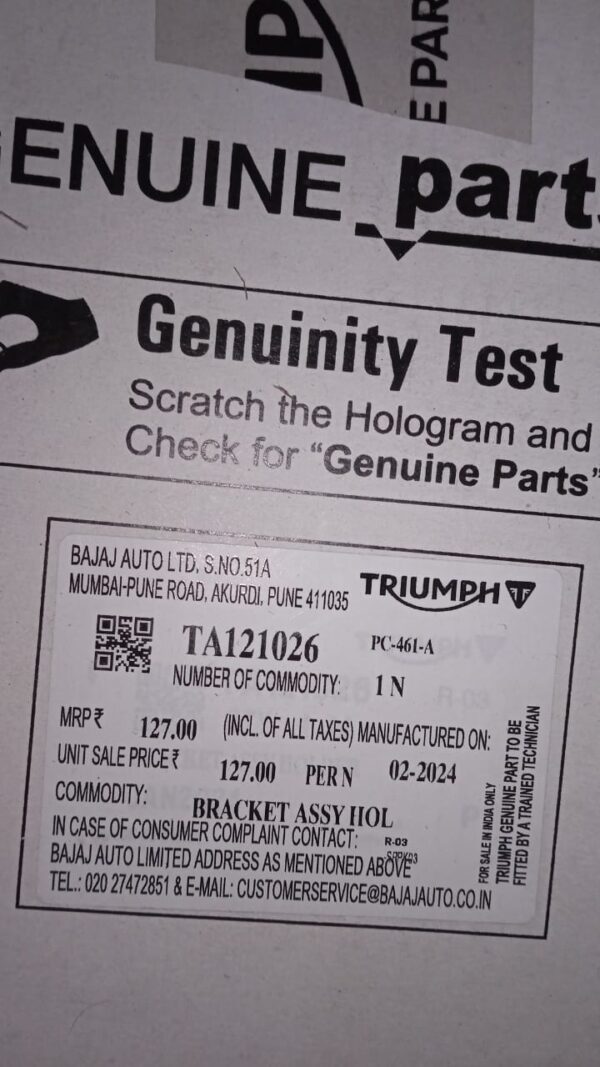 MP
E PAR
GENUINE parts
Genuinity Test
Scratch the Hologram and
Check for “Genuine Parts”
BAJAJ AUTO LTD, S.NO.51A
MUMBAI-PUNE ROAD, AKURDI, PUNE 411035
TRIUMPH
TA121026 PC-461-A
NUMBER OF COMMODITY: 1 N
MRP ₹ 127.00 (INCL. OF ALL TAXES) MANUFACTURED ON:
UNIT SALE PRICE ₹ 127.00 PER N 02-2024
COMMODITY: BRACKET ASSY HOL
IN CASE OF CONSUMER COMPLAINT CONTACT: R-03
BAJAJ AUTO LIMITED ADDRESS AS MENTIONED ABOVE
TEL.: 020 27472851 & E-MAIL: CUSTOMERSERVICE@BAJAJAUTO.CO.IN
FOR SALE IN INDIA ONLY
TRIUMPH GENUINE PART TO BE
FITTED BY A TRAINED TECHNICIAN